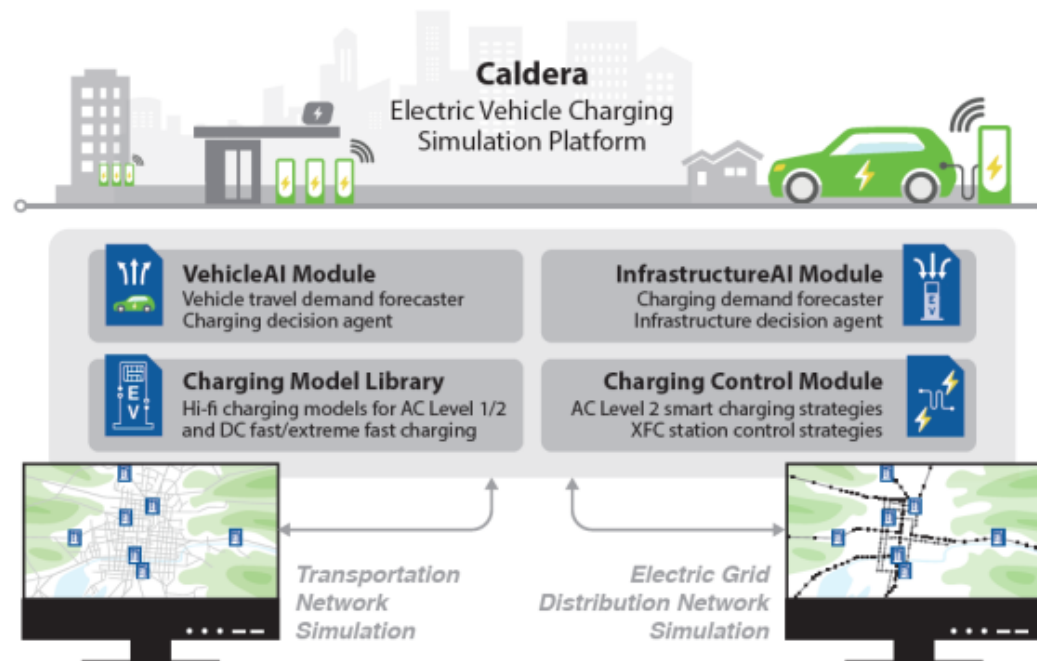 Caldera
Electric Vehicle Charging
Simulation Platform
VehicleAI Module
Vehicle travel demand forecaster
Charging decision agent
InfrastructureAI Module
Charging demand forecaster
Infrastructure decision agent
E
V
EV
Charging Model Library
Hi-fi charging models for AC Level 1/2
and DC fast/extreme fast charging
Charging Control Module
AC Level 2 smart charging strategies
XFC station control strategies
Transportation
Network
Simulation
Electric Grid
Distribution Network
Simulation